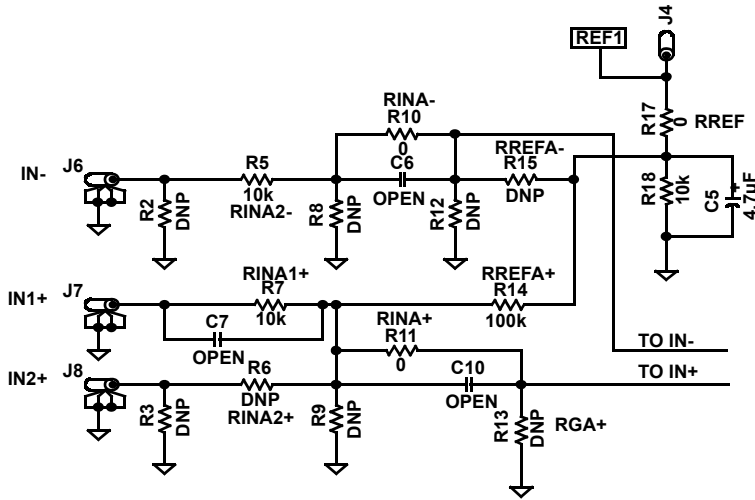 J4
REF1
R17
0
RREF
RINA-
R10
0
RREFA-
R15
DNP
C6
OPEN
IN-
J6
R5
10k
RINA2-
R2
DNP
R8
DNP
R12
DNP
R18
10k
C5
+
4.7µF
IN1+
J7
RINA1+
R7
10k
C7
OPEN
RREFA+
R14
100k
RINA+
R11
0
TO IN-
IN2+
J8
R6
DNP
RINA2+
C10
OPEN
TO IN+
R3
DNP
R9
DNP
R13
DNP
RGA+